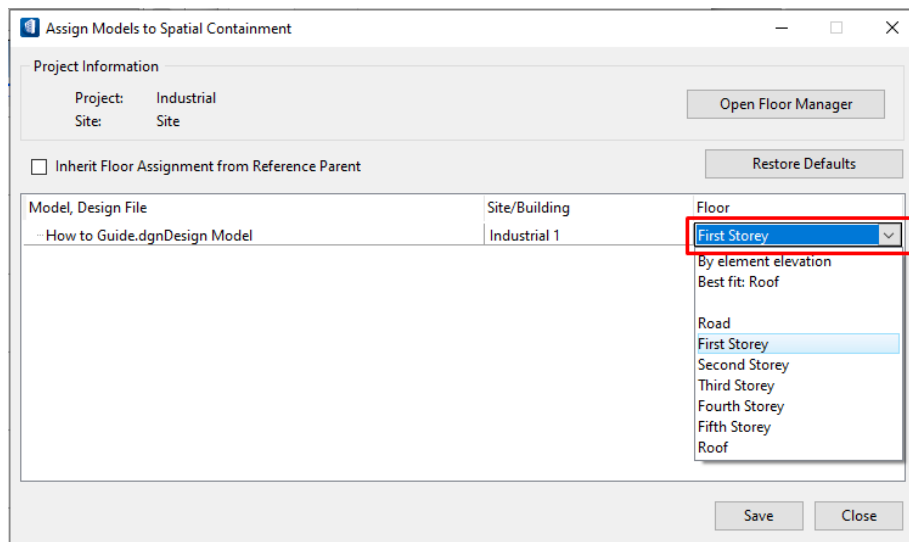 Assign Models to Spatial Containment
Project Information
Project: Industrial
Open Floor Manager
Site: Site
Inherit Floor Assignment from Reference Parent
Restore Defaults
Model, Design File Site/Building Floor
How to Guide.dgnDesign Model Industrial 1 First Storey
By element elevation
Best fit: Roof
Road
First Storey
Second Storey
Third Storey
Fourth Storey
Fifth Storey
Roof
Save Close